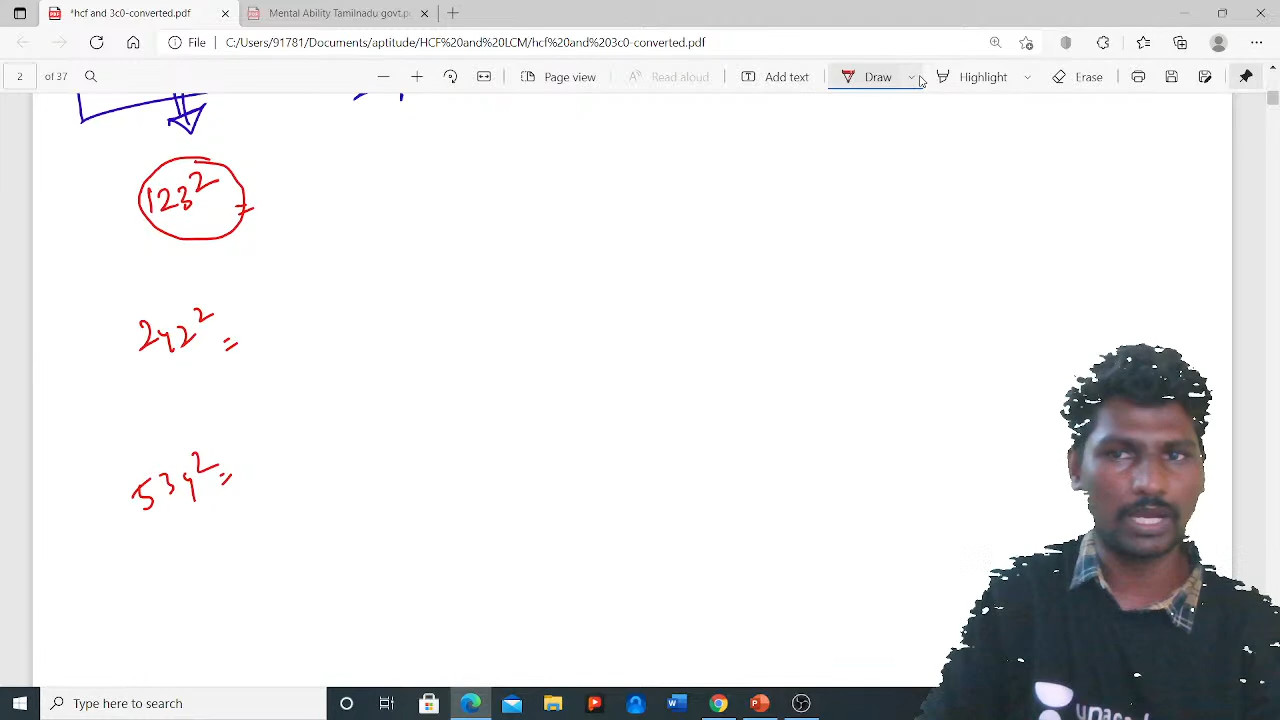 *hcf and 3c0-converted.pdf
Mental Ability Tamilnadu govt.p
File C:/Users/91781/Documents/aptitude/HCF%20and%20LCM/hcf%20and%203c0-converted.pdf
2 of 37 Page view Read aloud Add text Draw Highlight Erase
123² =
242² =
534² =
Type here to search